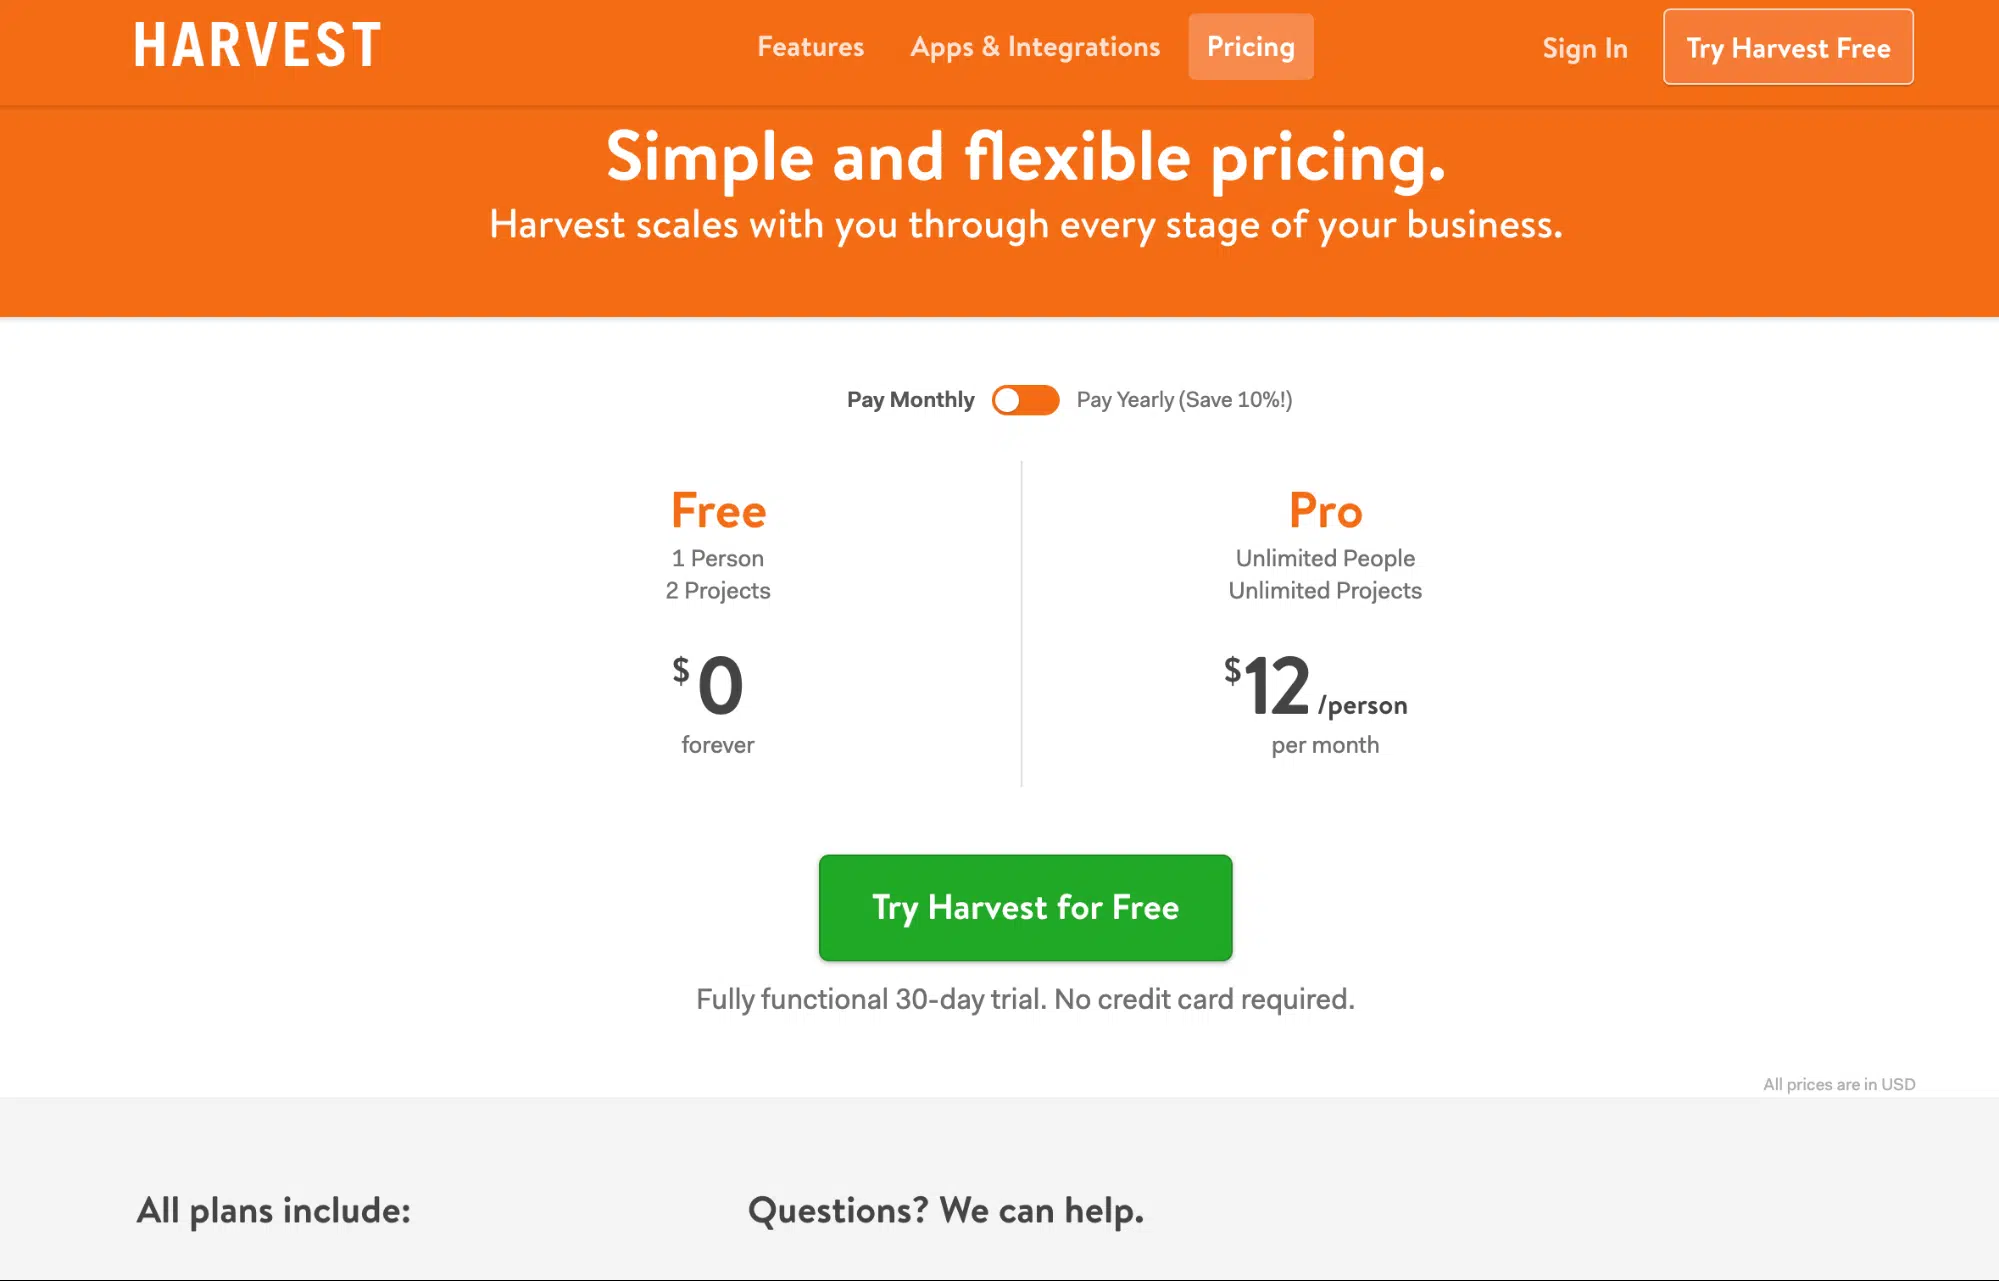 HARVEST
Features
Apps & Integrations
Pricing
Sign In
Try Harvest Free
Simple and flexible pricing.
Harvest scales with you through every stage of your business.
Pay Monthly
Pay Yearly (Save 10%!)
Free
1 Person
2 Projects
$0
forever
Pro
Unlimited People
Unlimited Projects
$12 /person
per month
Try Harvest for Free
Fully functional 30-day trial. No credit card required.
All prices are in USD
All plans include:
Questions? We can help.